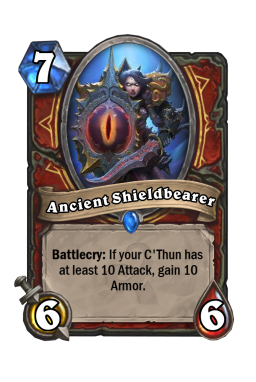 7
Ancient Shieldbearer
Battlecry: If your C'Thun has
at least 10 Attack, gain 10
Armor.
6
6